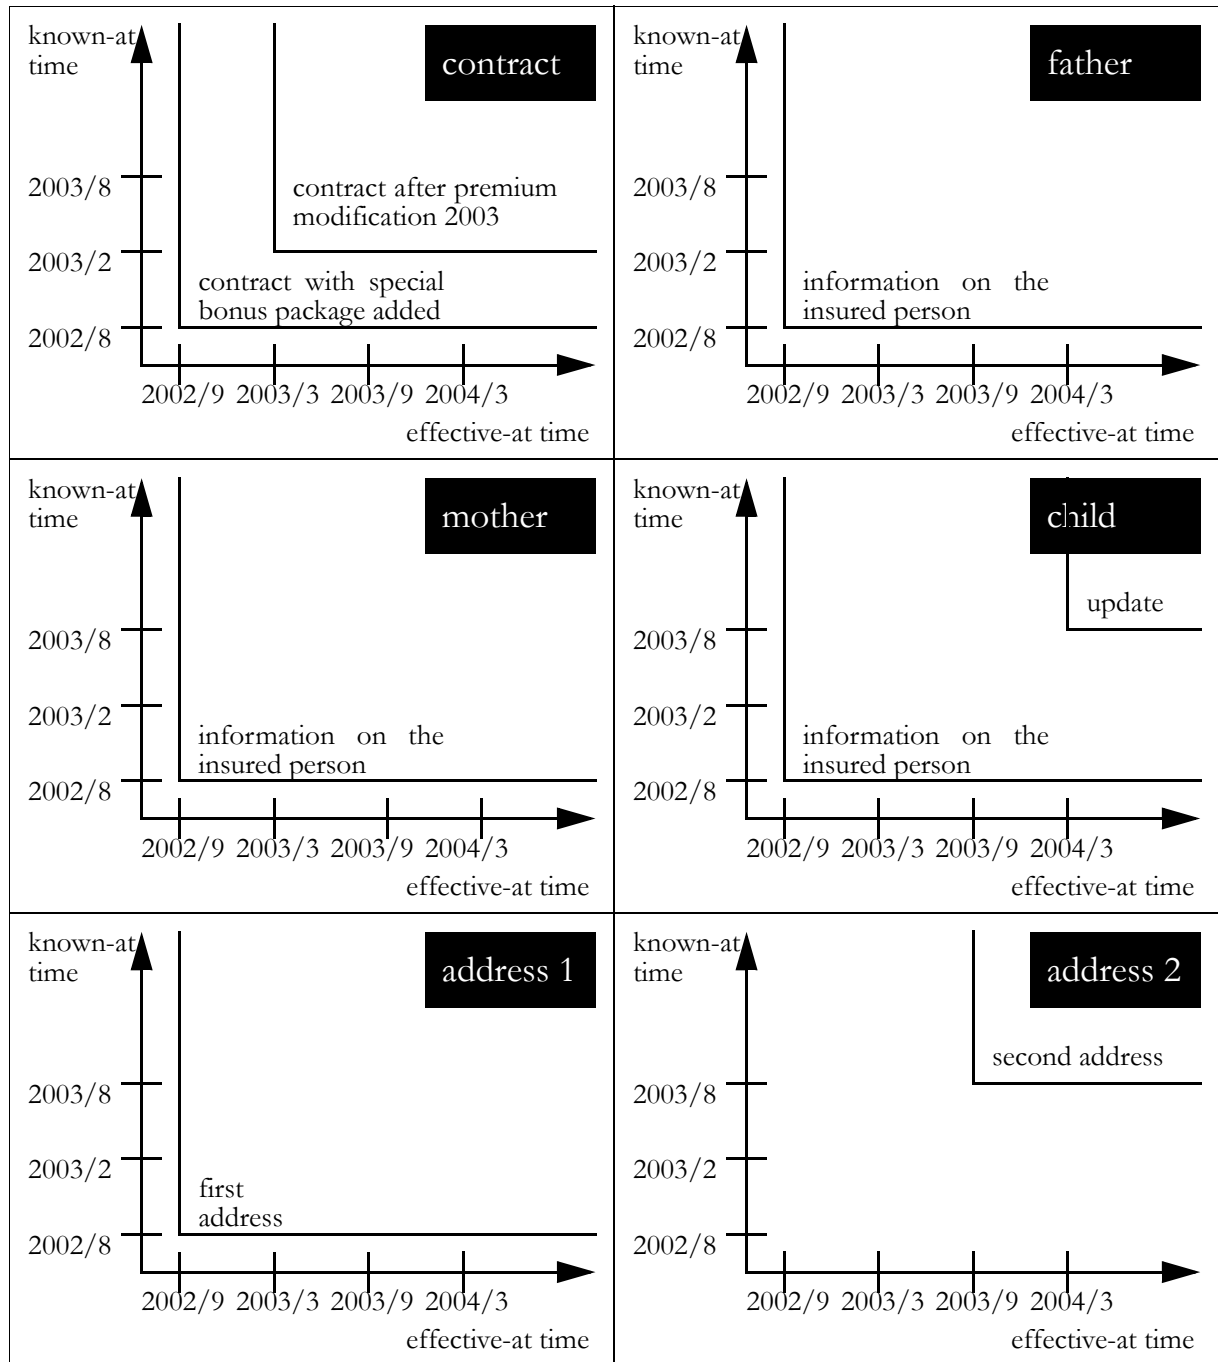 known-at
time
contract
2003/8
contract after premium
modification 2003
2003/2
contract with special
bonus package added
2002/8
2002/9 2003/3 2003/9 2004/3
effective-at time
known-at
time
father
2003/8
2003/2
information on the
insured person
2002/8
2002/9 2003/3 2003/9 2004/3
effective-at time
known-at
time
mother
2003/8
2003/2
information on the
insured person
2002/8
2002/9 2003/3 2003/9 2004/3
effective-at time
known-at
time
child
update
2003/8
2003/2
information on the
insured person
2002/8
2002/9 2003/3 2003/9 2004/3
effective-at time
known-at
time
address 1
2003/8
2003/2
first
address
2002/8
2002/9 2003/3 2003/9 2004/3
effective-at time
known-at
time
address 2
second address
2003/8
2003/2
2002/8
2002/9 2003/3 2003/9 2004/3
effective-at time